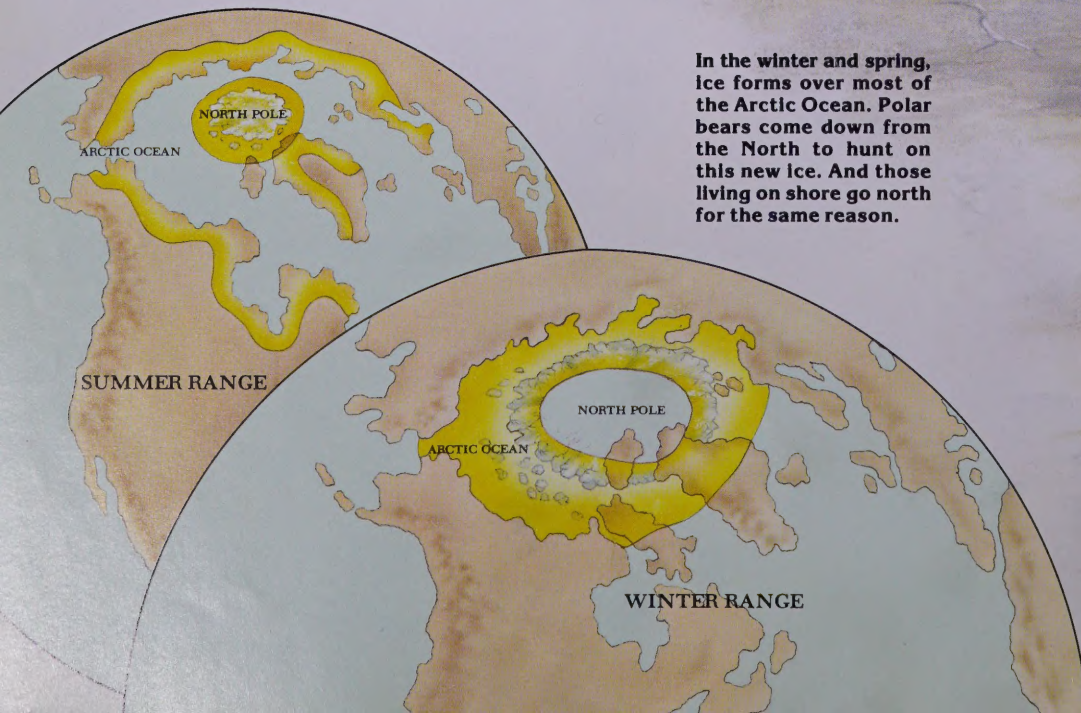 In the winter and spring,
ice forms over most of
the Arctic Ocean. Polar
bears come down from
the North to hunt on
this new ice. And those
living on shore go north
for the same reason.
NORTH POLE
ARCTIC OCEAN
SUMMER RANGE
NORTH POLE
ARCTIC OCEAN
WINTER RANGE